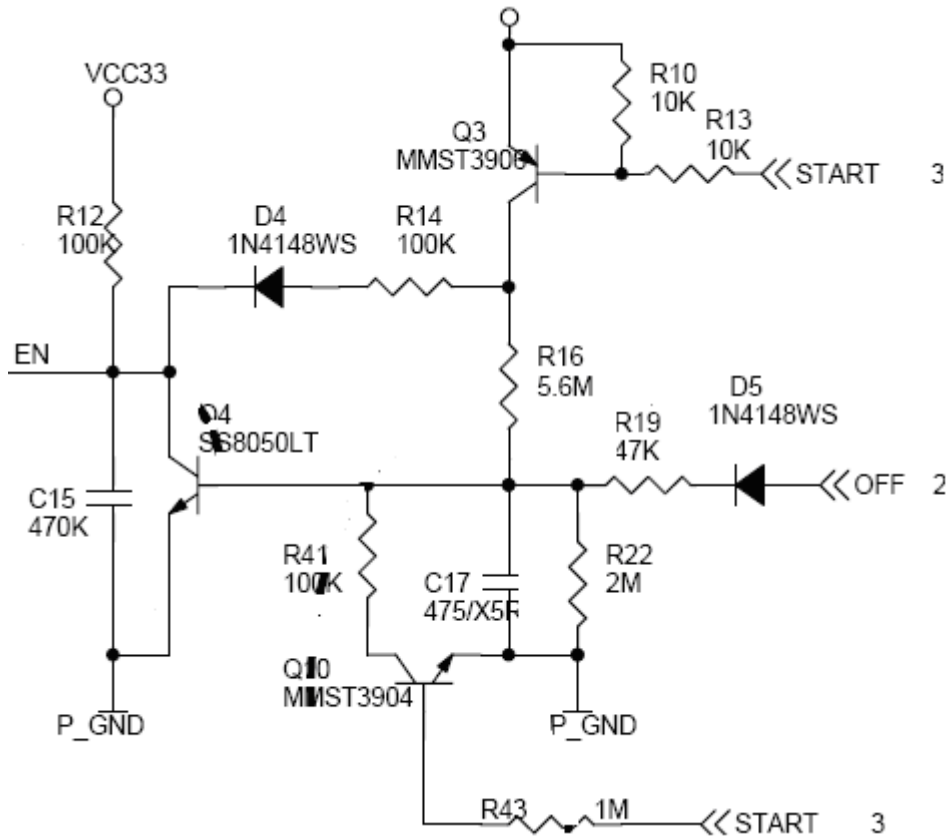 VCC33
R10
10K
R13
10K
Q3
MMST3906
START 3
R12
100K
D4
1N4148WS
R14
100K
EN
R16
5.6M
D5
1N4148WS
R19
47K
SS8050LT
OFF 2
C15
470K
R41
100K
C17
475/X5R
R22
2M
Q10
MMST3904
P_GND
P_GND
R43 1M
START 3